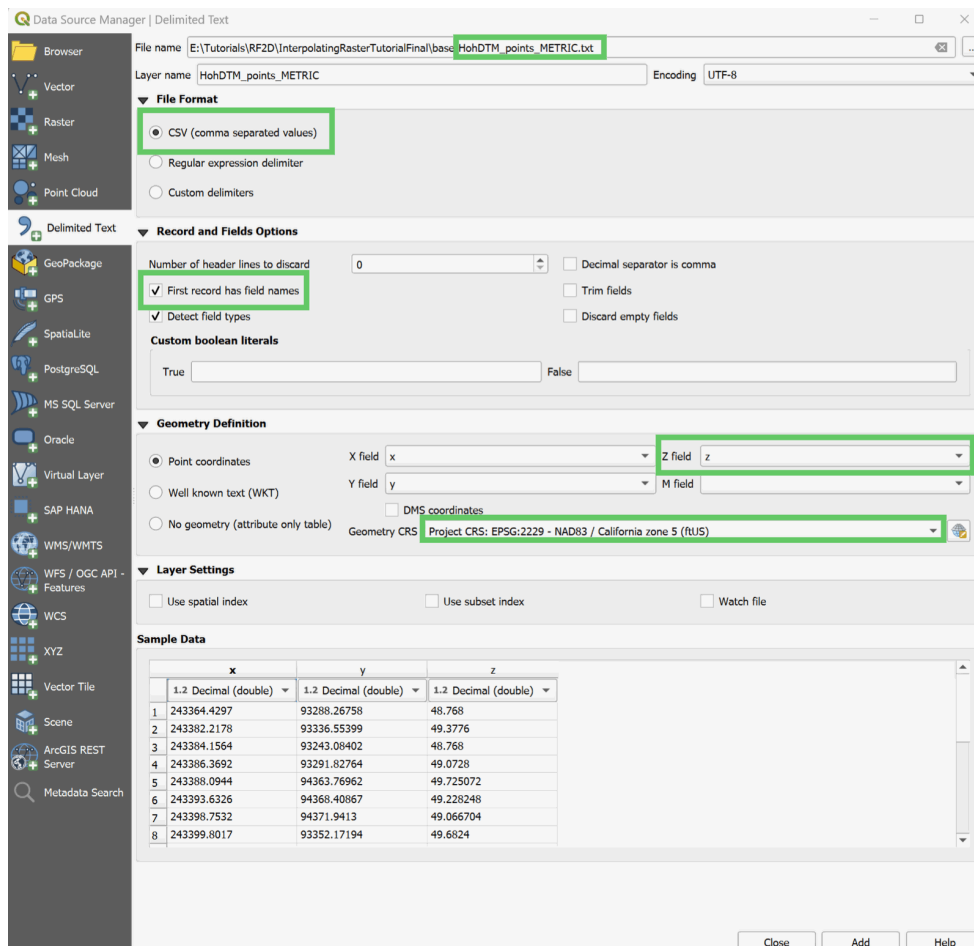 Data Source Manager | Delimited Text
Browser
Vector
Raster
Mesh
Point Cloud
Delimited Text
GeoPackage
GPS
SpatiaLite
PostgreSQL
MS SQL Server
Oracle
Virtual Layer
SAP HANA
WMS/WMTS
WFS / OGC API -
Features
WCS
XYZ
Vector Tile
Scene
ArcGIS REST
Server
Metadata Search
File name E:\Tutorials\RF2D\InterpolatingRasterTutorialFinal\base HohDTM_points_METRIC.txt
Layer name HohDTM_points_METRIC Encoding UTF-8
File Format
CSV (comma separated values)
Regular expression delimiter
Custom delimiters
Record and Fields Options
Number of header lines to discard 0 Decimal separator is comma
First record has field names Trim fields
Detect field types Discard empty fields
Custom boolean literals
True False
Geometry Definition
Point coordinates X field x Z field z
Well known text (WKT) Y field y M field
DMS coordinates
No geometry (attribute only table) Geometry CRS Project CRS: EPSG:2229 - NAD83 / California zone 5 (ftUS)
Layer Settings
Use spatial index Use subset index Watch file
Sample Data
x y z
1.2 Decimal (double) 1.2 Decimal (double) 1.2 Decimal (double)
1 243364.4297 93288.26758 48.768
2 243382.2178 93336.55399 49.3776
3 243384.1564 93243.08402 48.768
4 243386.3692 93291.82764 49.0728
5 243388.0944 94363.76962 49.725072
6 243393.6326 94368.40867 49.228248
7 243398.7532 94371.9413 49.066704
8 243399.8017 93352.17194 49.6824
Close Add Help